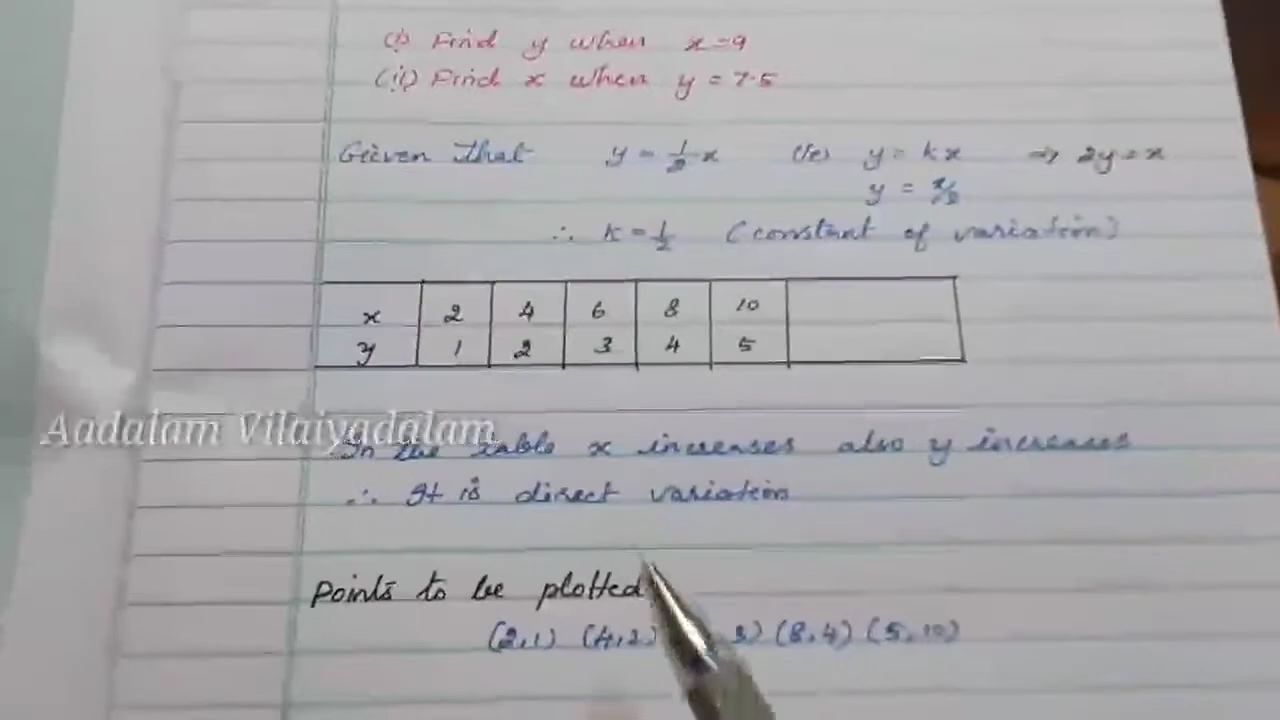 (i) Find y when x=9
(ii) Find x when y = 7.5
Given that y = 1/2 x (ie) y = kx ⇒ 2y = x
y = x/2
∴ k = 1/2 (constant of variation)
x 2 4 6 8 10
y 1 2 3 4 5
Aadalam Vilaiyadalam
In the table x increases also y increases
∴ It is direct variation
Points to be plotted
(2,1) (4,2) 3) (8,4) (5,10)